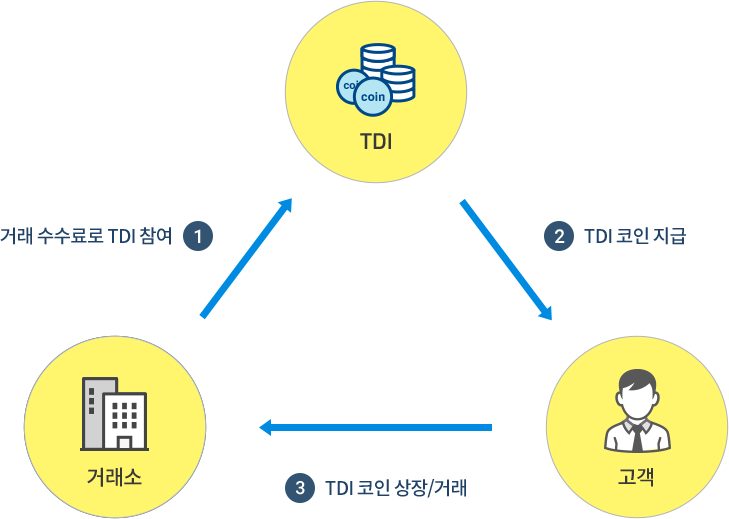 coin
coin
TDI
거래 수수료로 TDI 참여 1
2 TDI 코인 지급
거래소
고객
3 TDI 코인 상장/거래